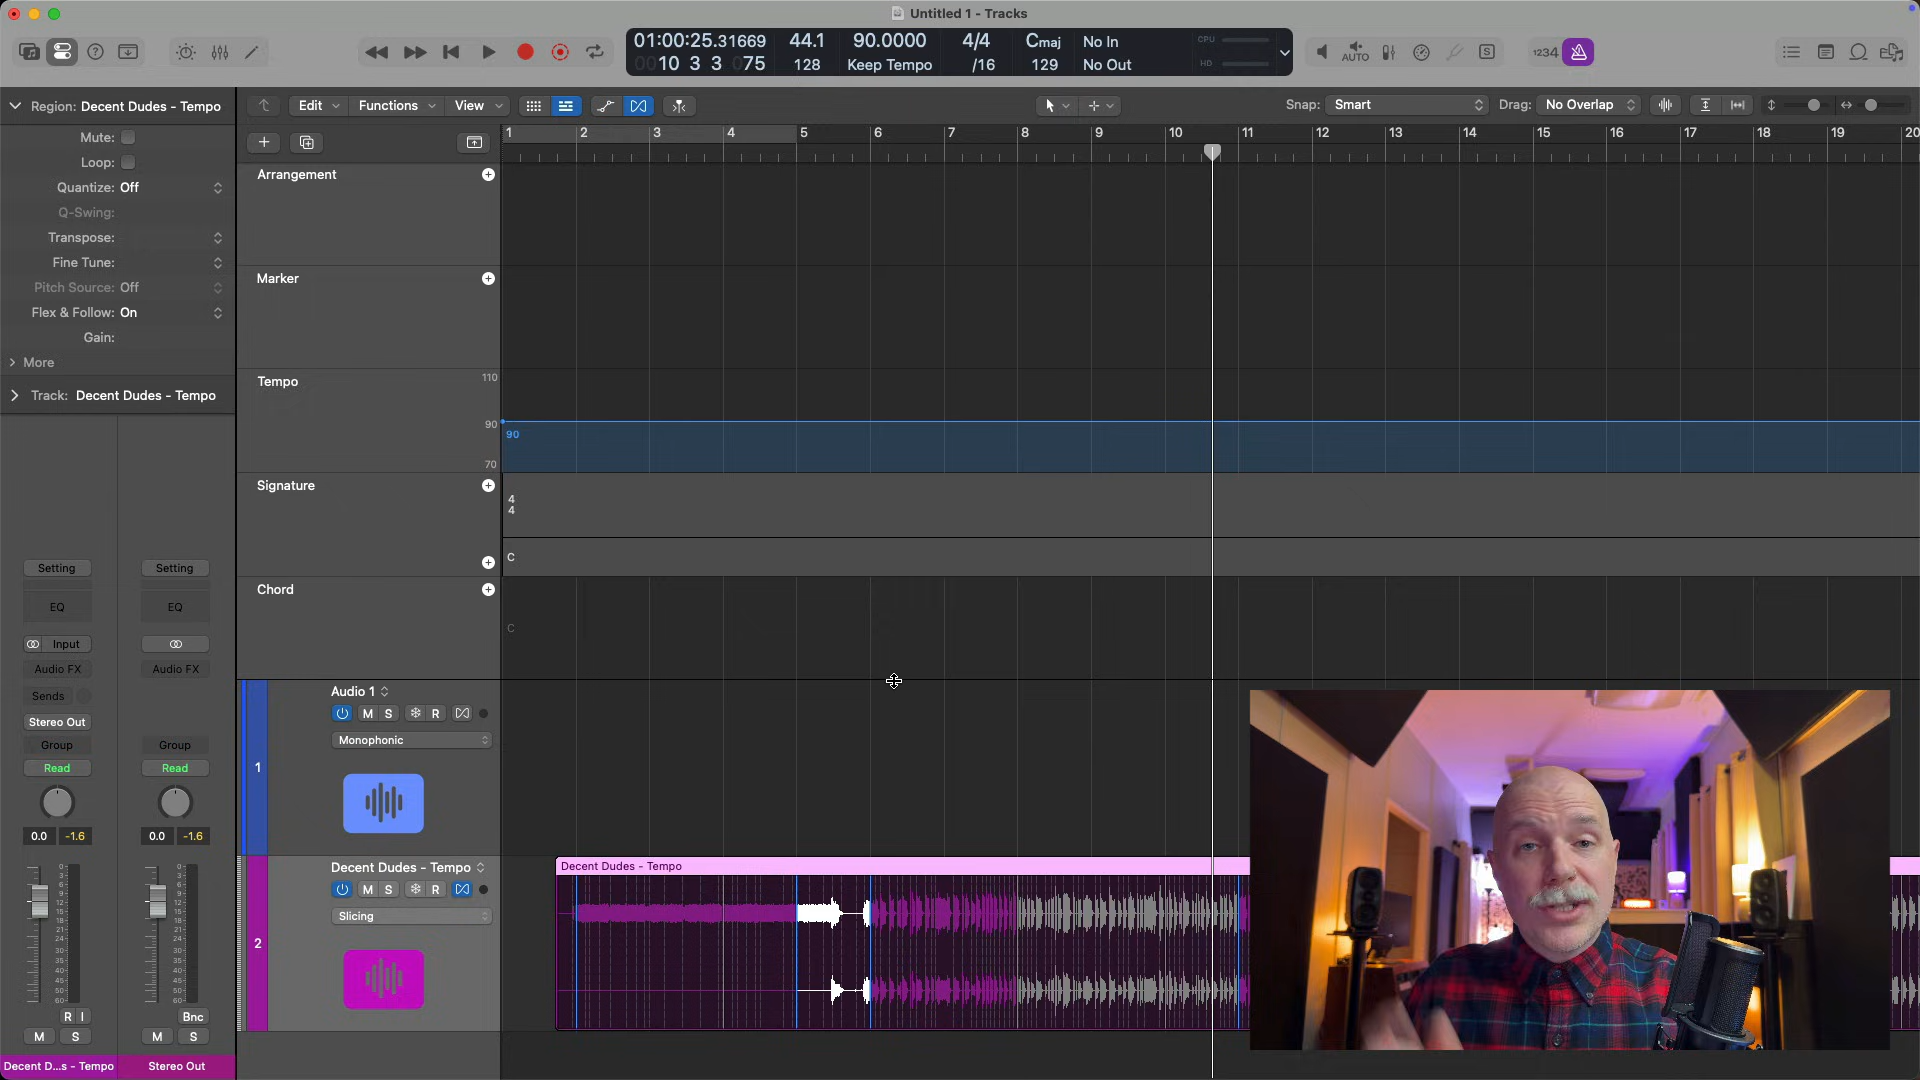 Untitled 1 - Tracks
01:00:25.31669 44.1 90.0000 4/4 Cmaj No In CPU
0010 3 3 075 128 Keep Tempo /16 129 No Out HD
AUTO S 1234
Region: Decent Dudes - Tempo
Edit Functions View Snap: Smart Drag: No Overlap
Mute:
Loop:
Quantize: Off
Q-Swing:
Transpose:
Fine Tune:
Pitch Source: Off
Flex & Follow: On
Gain:
More
Track: Decent Dudes - Tempo
1 2 3 4 5 6 7 8 9 10 11 12 13 14 15 16 17 18 19 20
Arrangement
Marker
Tempo 110
90
90
70
Signature 4
4
C
Chord
C
Setting Setting
EQ EQ
Input
Audio FX Audio FX
Sends
Stereo Out
Group Group
Read Read
0.0 -1.6 0.0 -1.6
R I Bnc
M S M S
Decent D...s - Tempo Stereo Out
Audio 1
M S R
Monophonic
1
Decent Dudes - Tempo
M S R
Slicing
2
Decent Dudes - Tempo